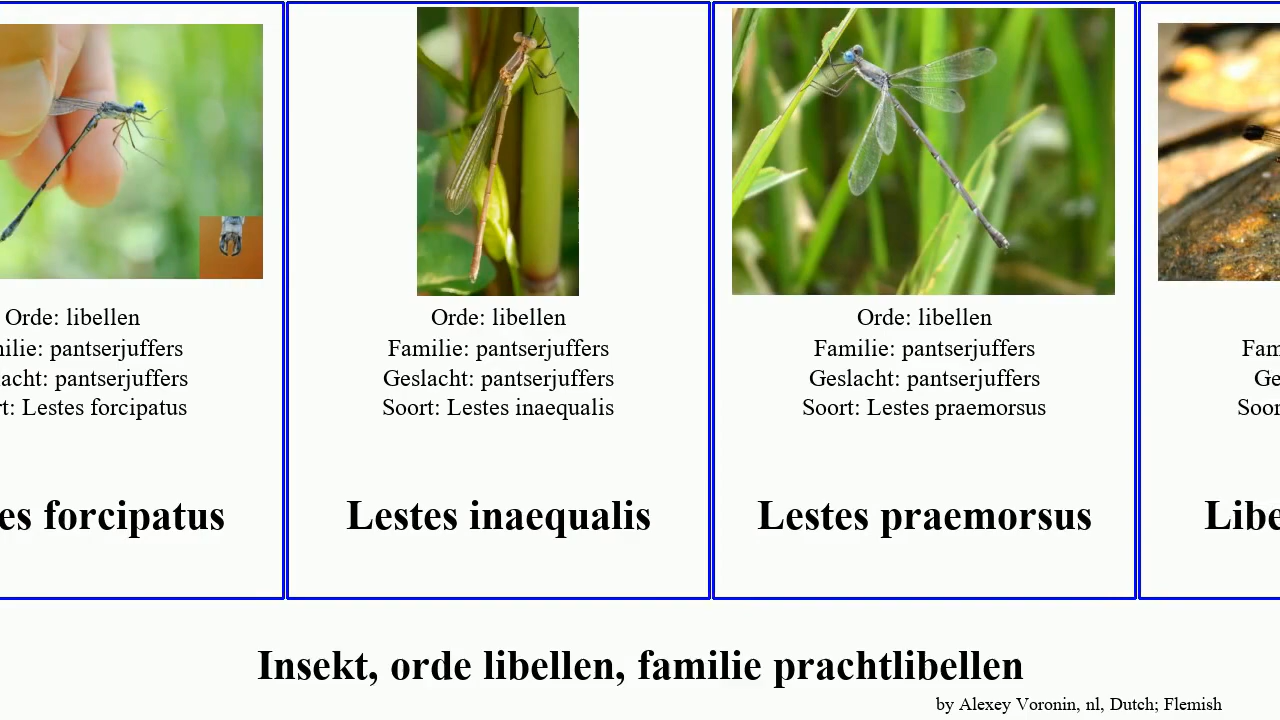 Orde: libellen
milie: pantserjuffers
acht: pantserjuffers
rt: Lestes forcipatus
es forcipatus
Orde: libellen
Familie: pantserjuffers
Geslacht: pantserjuffers
Soort: Lestes inaequalis
Lestes inaequalis
Orde: libellen
Familie: pantserjuffers
Geslacht: pantserjuffers
Soort: Lestes praemorsus
Lestes praemorsus
Fam
Ge
Soor
Libe
Insekt, orde libellen, familie prachtlibellen
by Alexey Voronin, nl, Dutch; Flemish